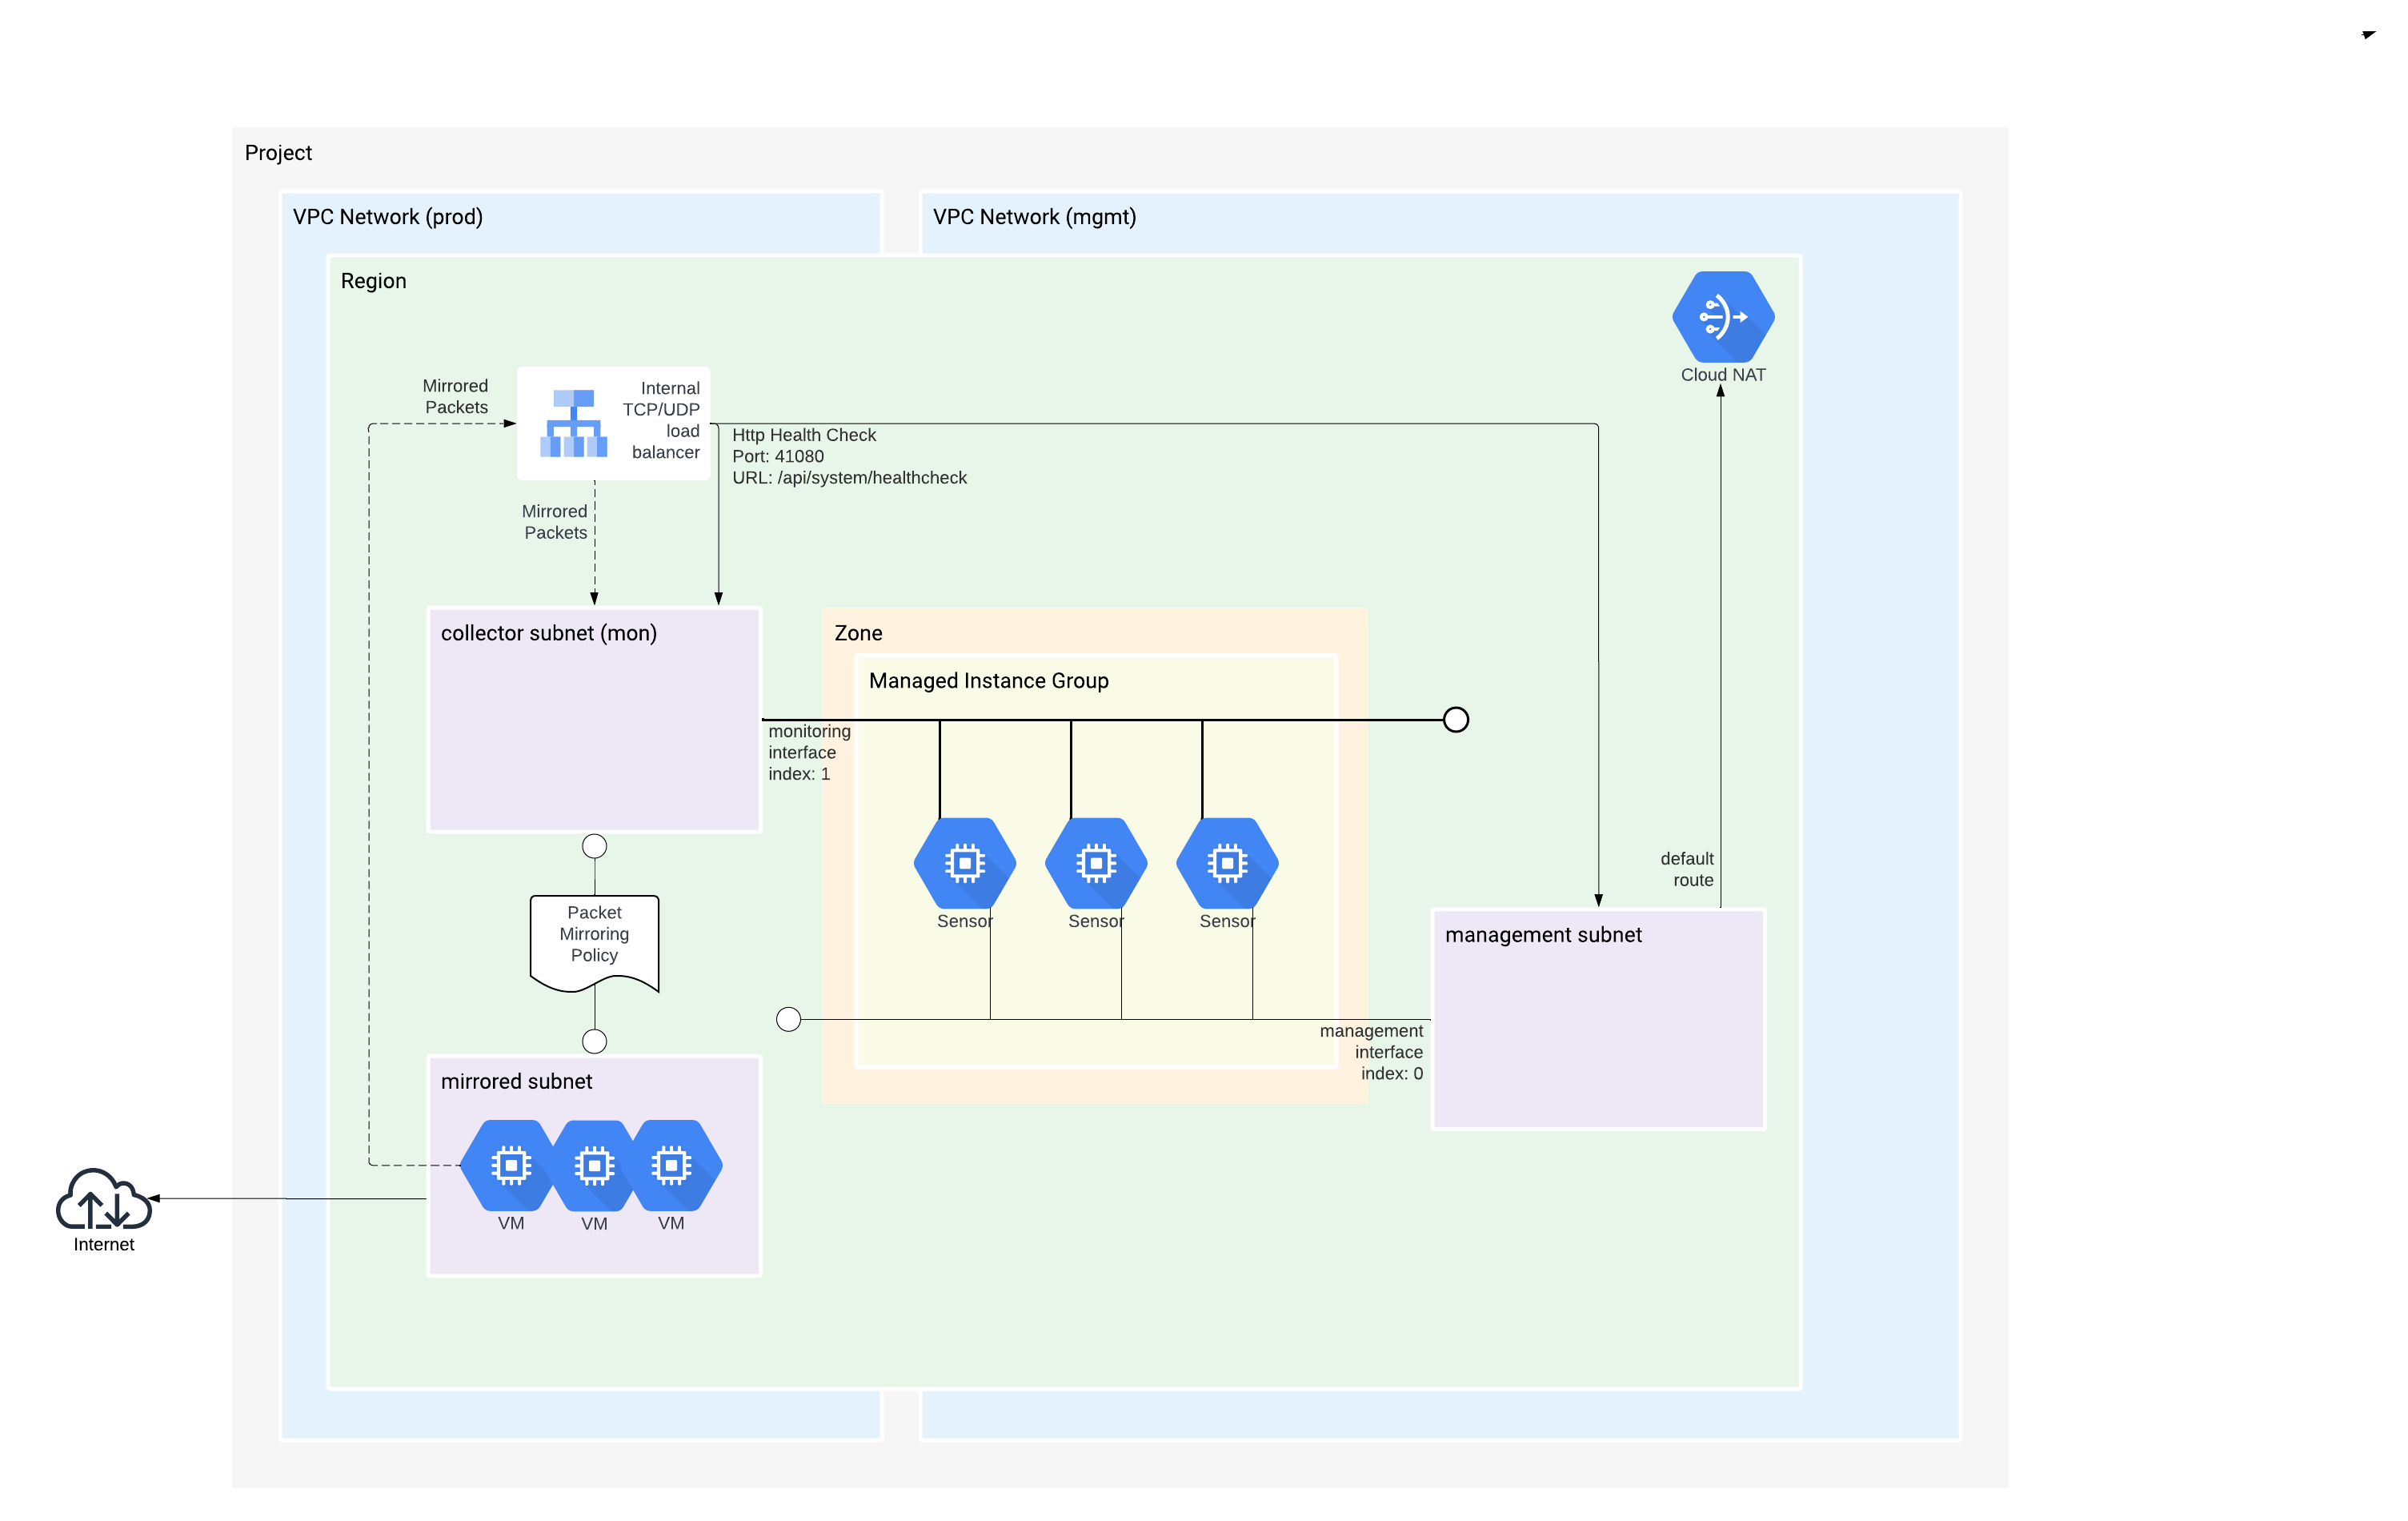 Project
VPC Network (prod)
VPC Network (mgmt)
Region
Cloud NAT
Mirrored
Packets
Internal
TCP/UDP
load
balancer
Http Health Check
Port: 41080
URL: /api/system/healthcheck
Mirrored
Packets
collector subnet (mon)
Zone
Managed Instance Group
monitoring
interface
index: 1
Sensor
Sensor
Sensor
default
route
Packet
Mirroring
Policy
management subnet
management
interface
index: 0
mirrored subnet
VM
VM
VM
Internet